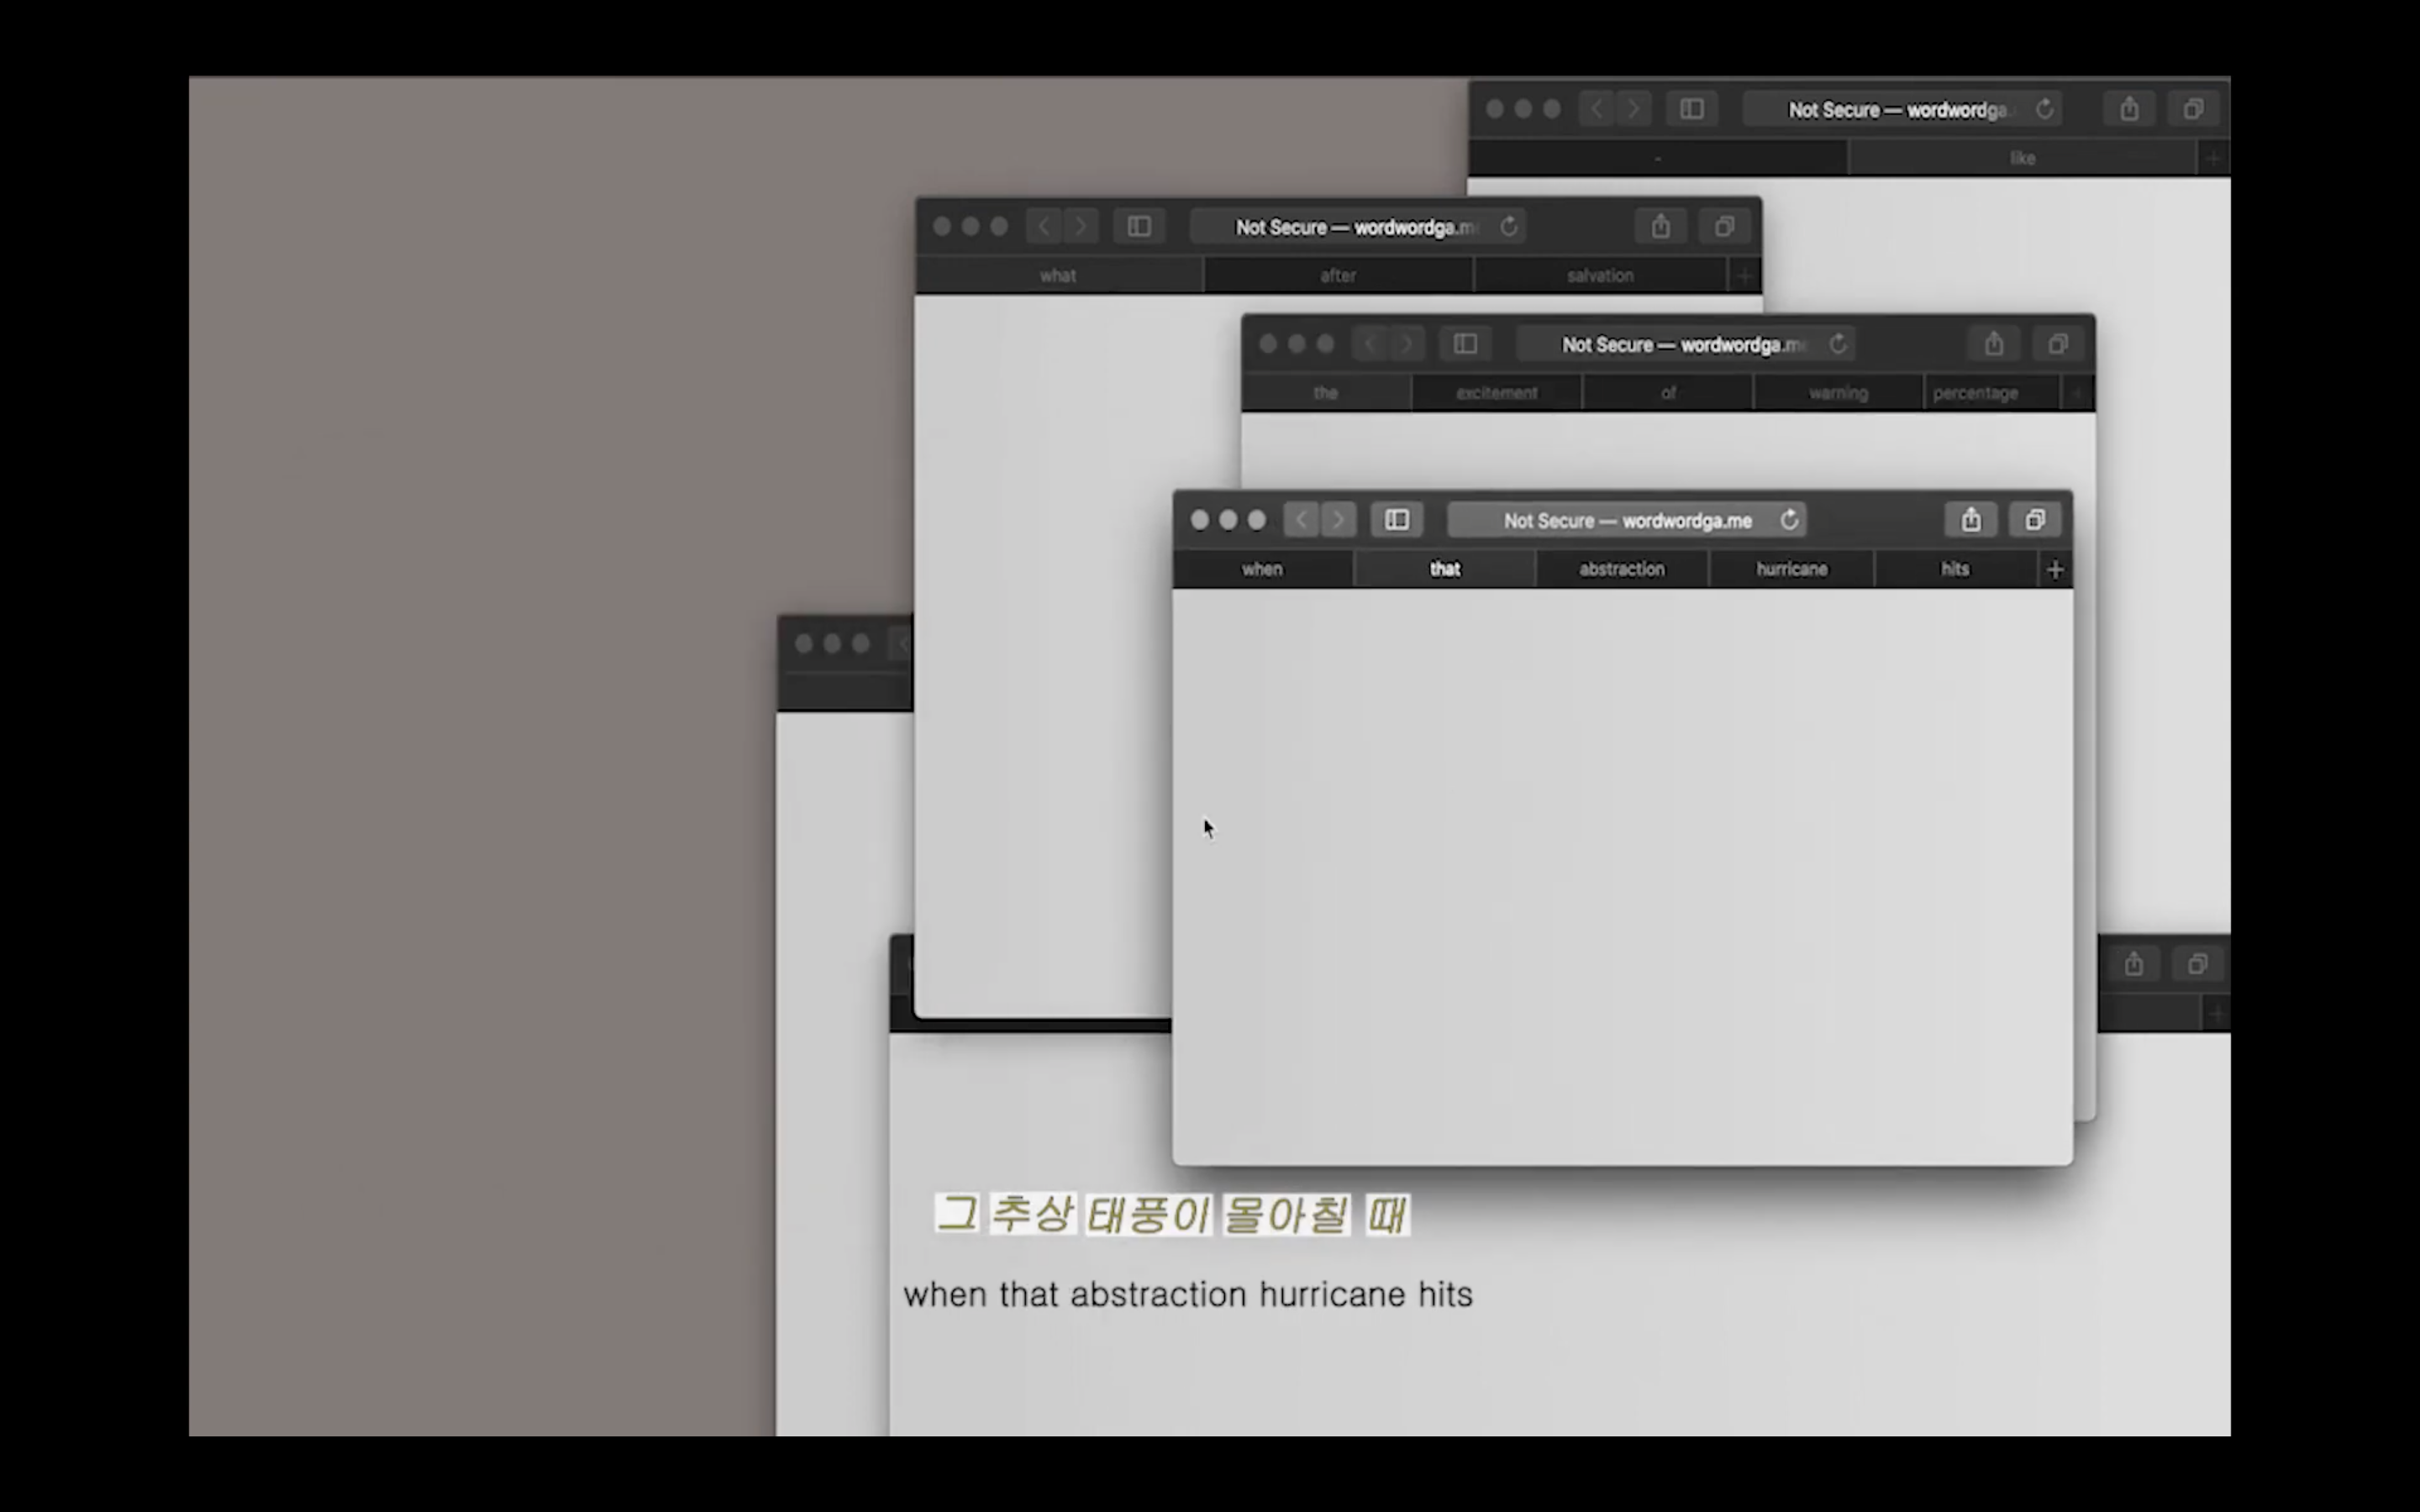 Not Secure — wordwordga.
- like
Not Secure — wordwordga.m
what after salvation
Not Secure — wordwordga.m
the excitement of warning percentage
Not Secure — wordwordga.me
when that abstraction hurricane hits
그 추상 태풍이 몰아칠 때
when that abstraction hurricane hits